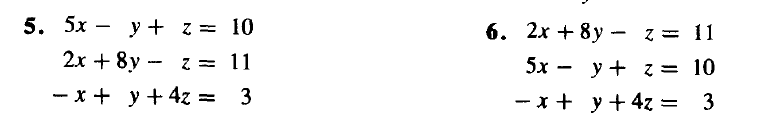 5. 5x - y + z = 10
2x + 8y - z = 11
- x + y + 4z = 3
6. 2x + 8y - z = 11
5x - y + z = 10
- x + y + 4z = 3